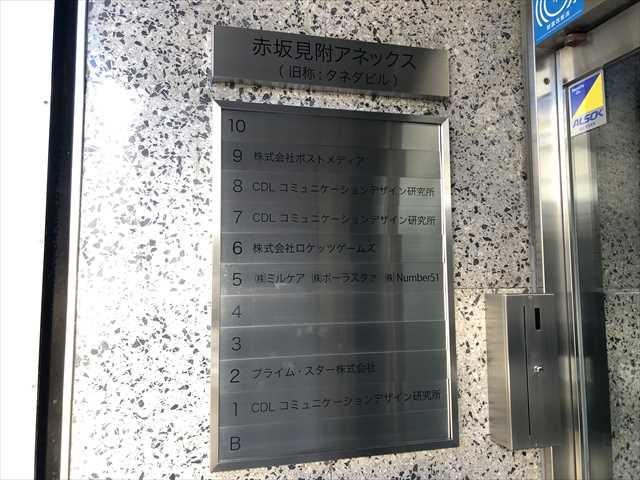 赤坂見附アネックス
(旧称:タネダビル)
10
9 株式会社ポストメディア
8 CDL コミュニケーションデザイン研究所
7 CDL コミュニケーションデザイン研究所
6 株式会社ロケッツゲームズ
5 ㈱ミルケア ㈱ポーラスタァ ㈱Number51
4
3
2 プライム・スター株式会社
1 CDL コミュニケーションデザイン研究所
B
ALSOK